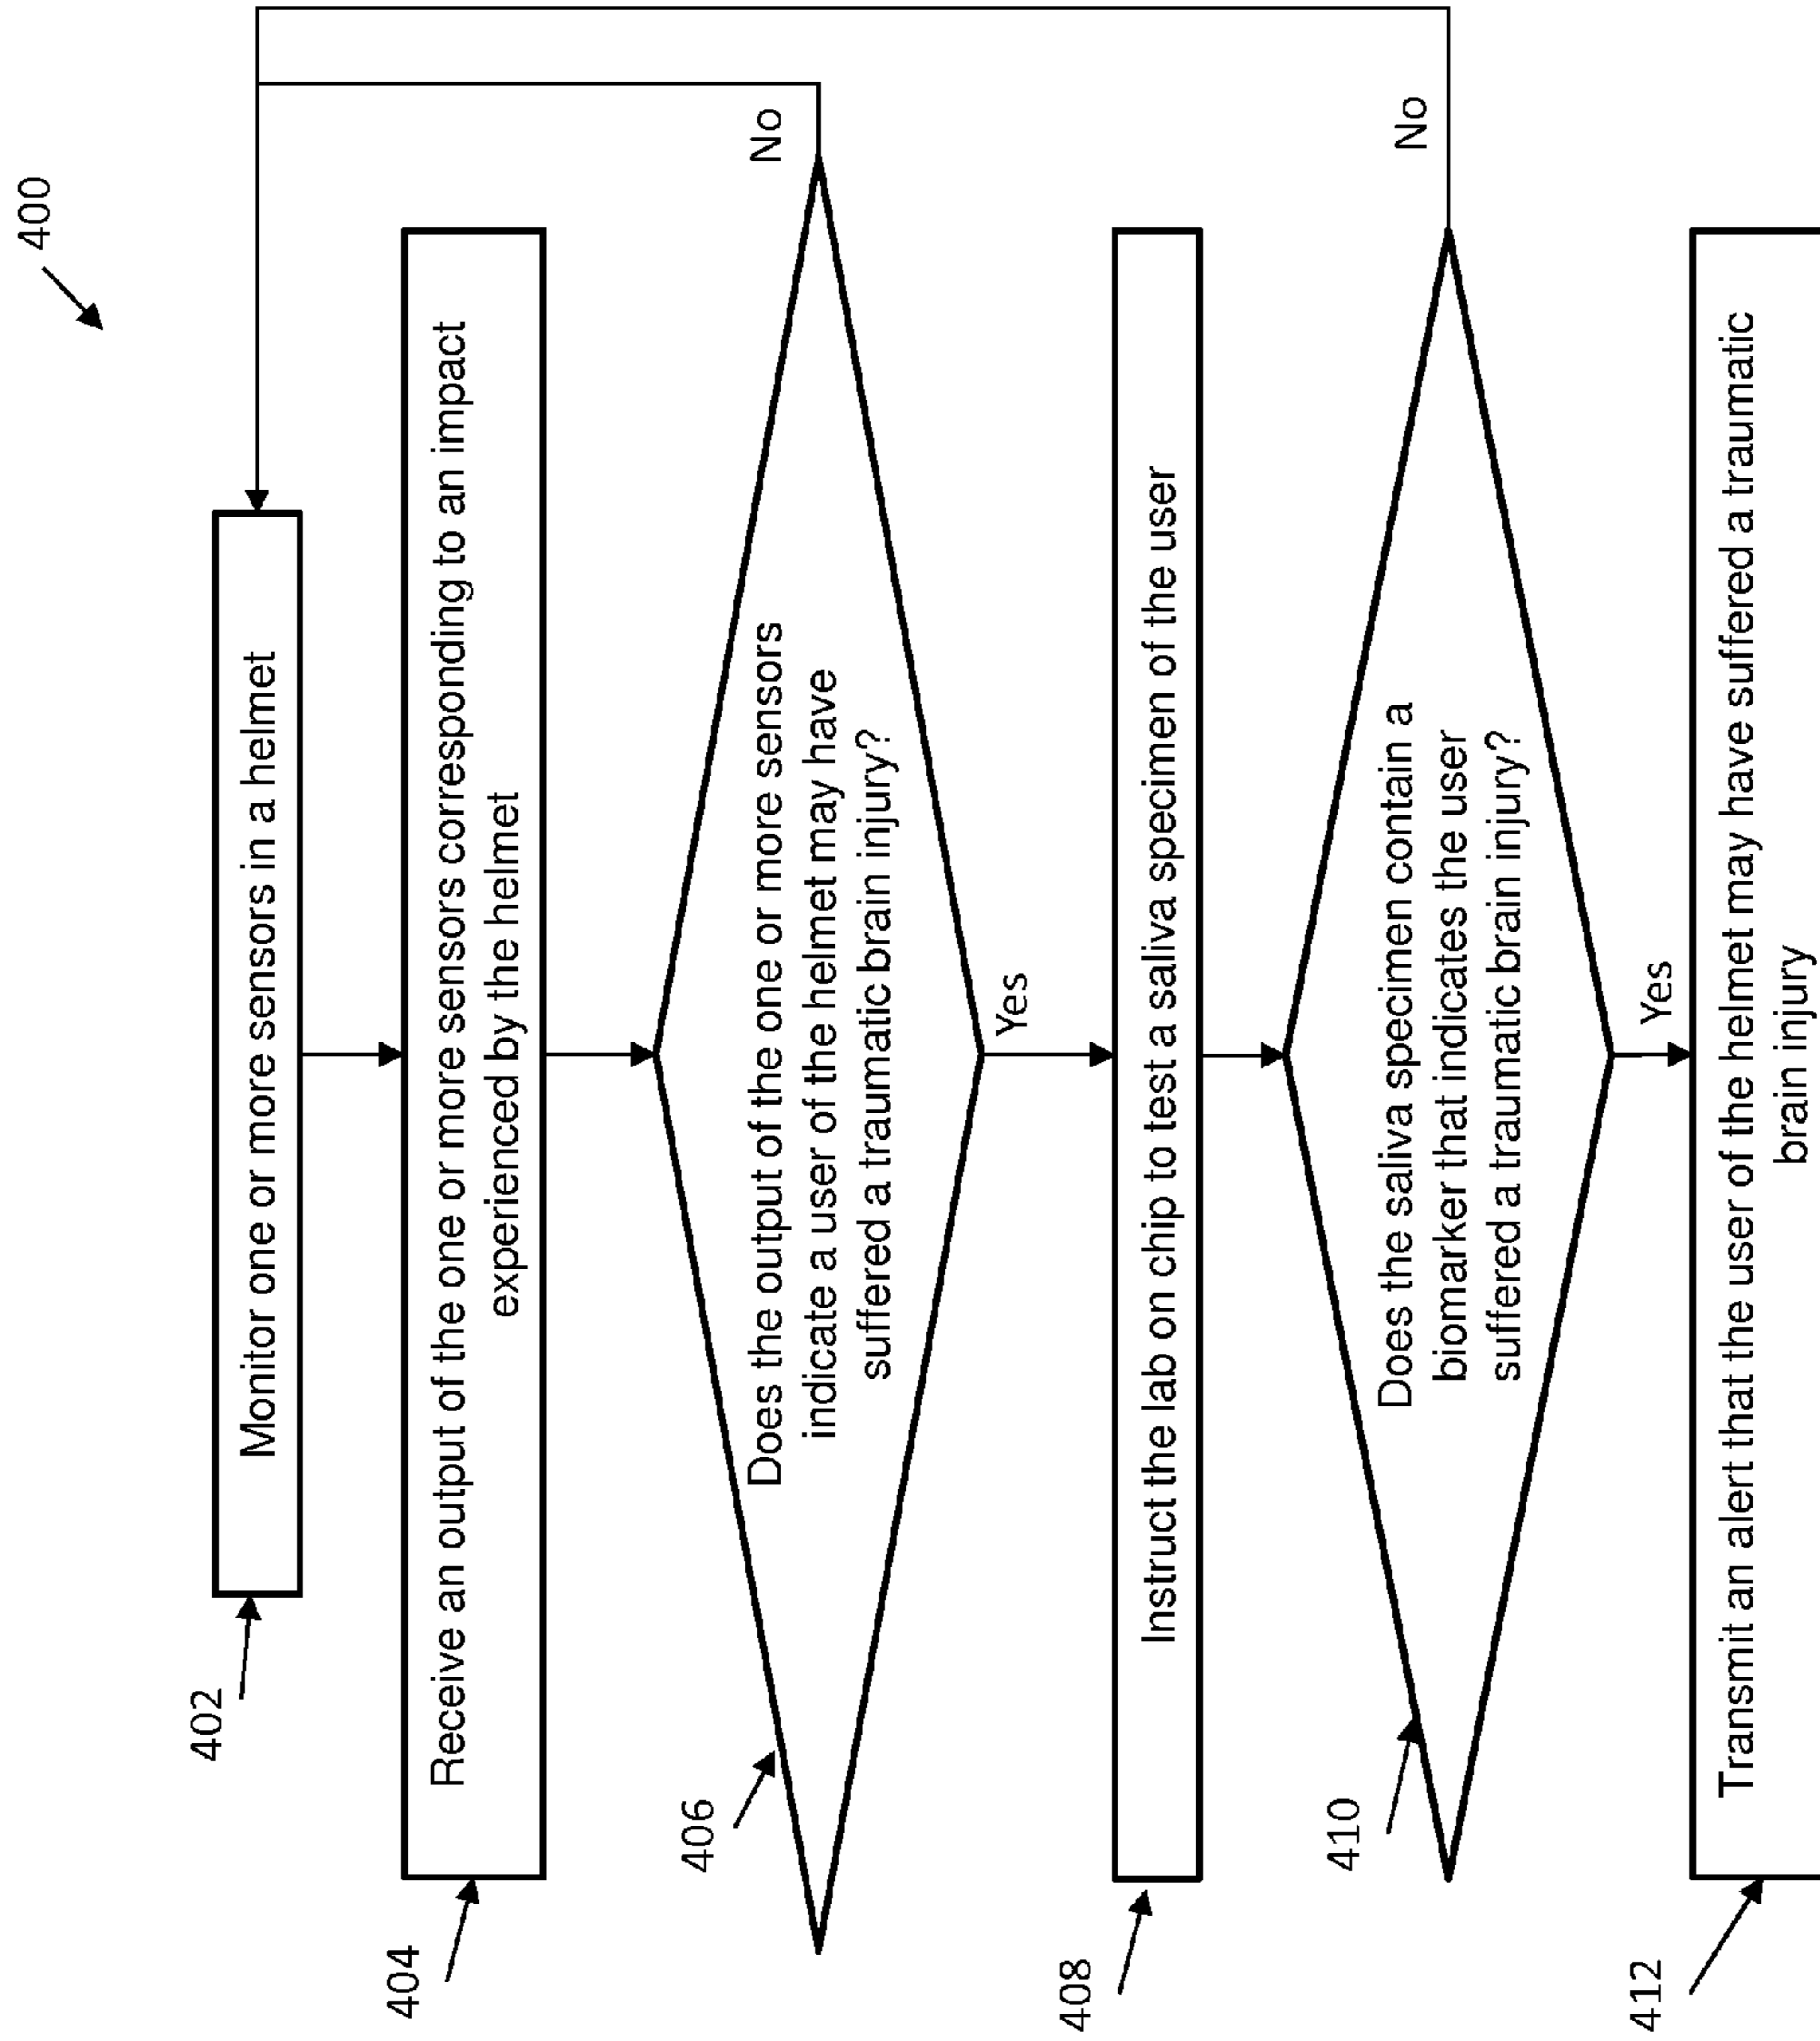 400
402
Monitor one or more sensors in a helmet
404
Receive an output of the one or more sensors corresponding to an impact
experienced by the helmet
406
Does the output of the one or more sensors
indicate a user of the helmet may have
suffered a traumatic brain injury?
No
Yes
408
Instruct the lab on chip to test a saliva specimen of the user
410
Does the saliva specimen contain a
biomarker that indicates the user
suffered a traumatic brain injury?
No
Yes
412
Transmit an alert that the user of the helmet may have suffered a traumatic
brain injury